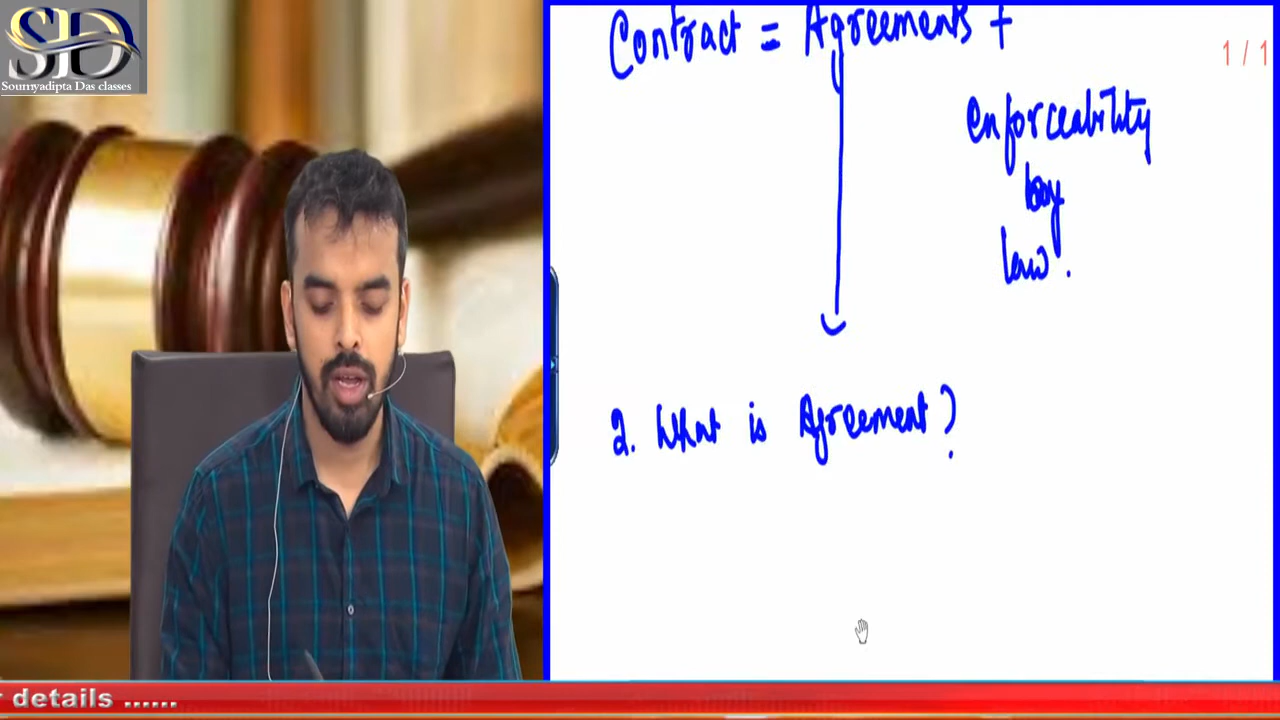 SD
Soumyadipta Das classes
Contract = Agreements +
1 / 1
enforceability
by
law.
2. What is Agreement?
details ......